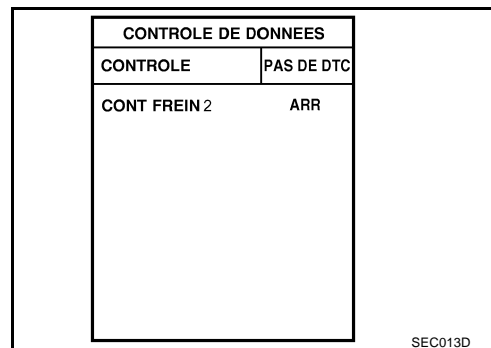 CONTROLE DE DONNEES
CONTROLE PAS DE DTC
CONT FREIN 2 ARR
SEC013D